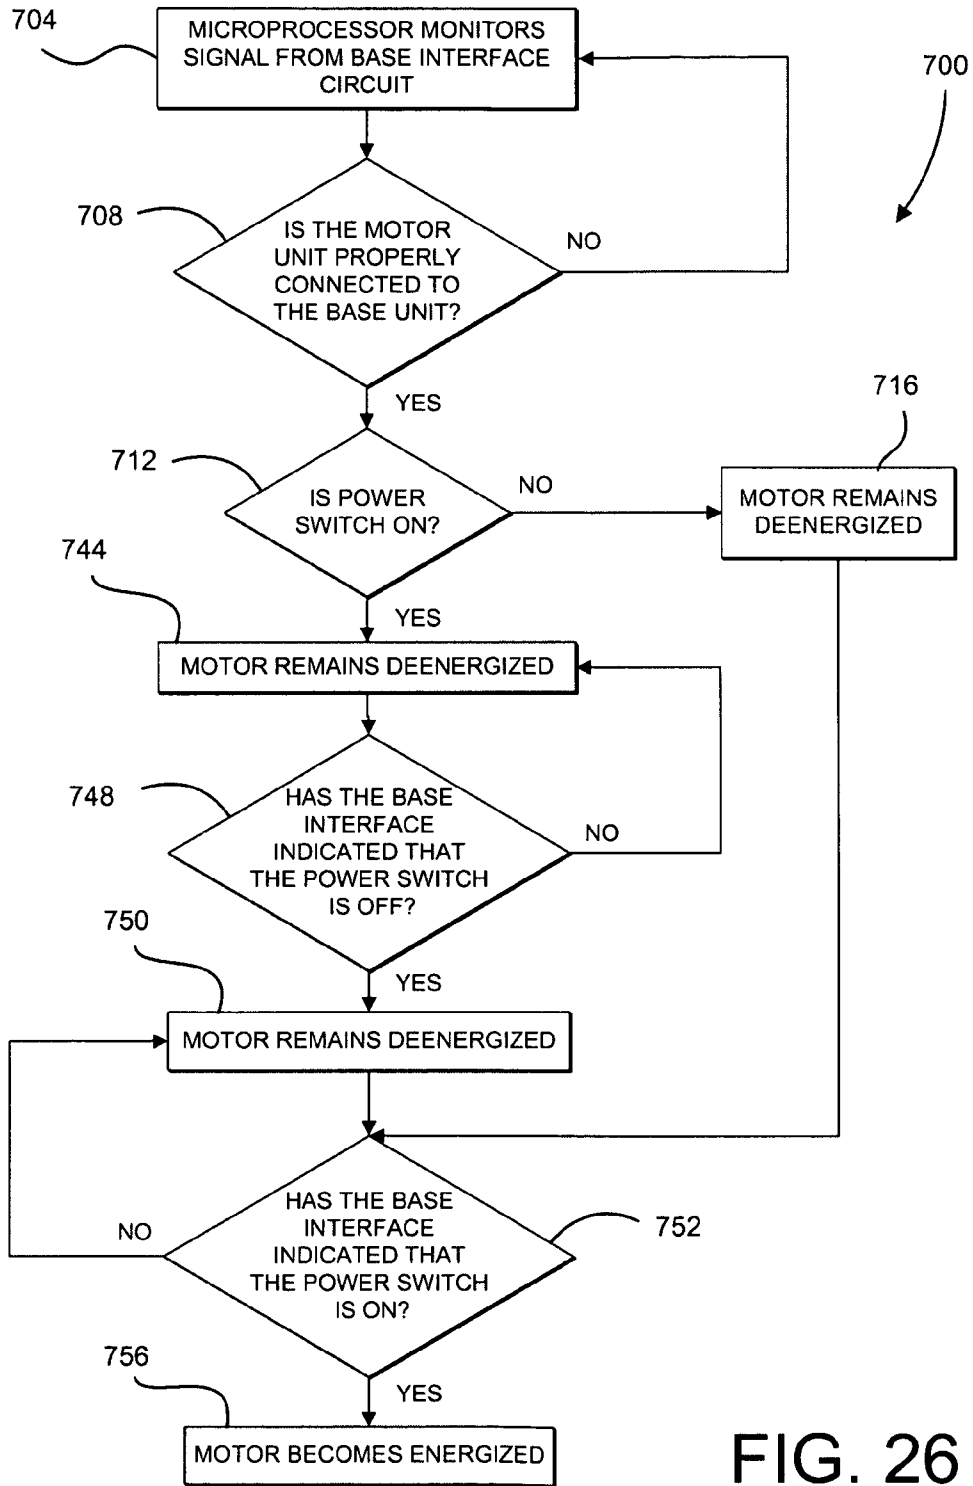 704
MICROPROCESSOR MONITORS
SIGNAL FROM BASE INTERFACE
CIRCUIT
700
708
IS THE MOTOR
UNIT PROPERLY
CONNECTED TO
THE BASE UNIT?
NO
YES
712
IS POWER
SWITCH ON?
NO
716
MOTOR REMAINS
DEENERGIZED
YES
744
MOTOR REMAINS DEENERGIZED
748
HAS THE BASE
INTERFACE
INDICATED THAT
THE POWER SWITCH
IS OFF?
NO
YES
750
MOTOR REMAINS DEENERGIZED
HAS THE BASE
INTERFACE
INDICATED THAT
THE POWER SWITCH
IS ON?
NO
752
YES
756
MOTOR BECOMES ENERGIZED
FIG. 26